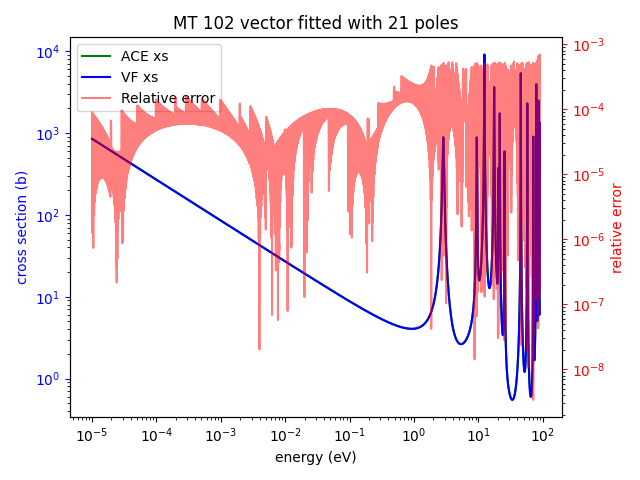 MT 102 vector fitted with 21 poles
ACE xs
VF xs
Relative error
cross section (b)
10⁴
10³
10²
10¹
10⁰
relative error
10⁻³
10⁻⁴
10⁻⁵
10⁻⁶
10⁻⁷
10⁻⁸
10⁻⁵ 10⁻⁴ 10⁻³ 10⁻² 10⁻¹ 10⁰ 10¹ 10²
energy (eV)